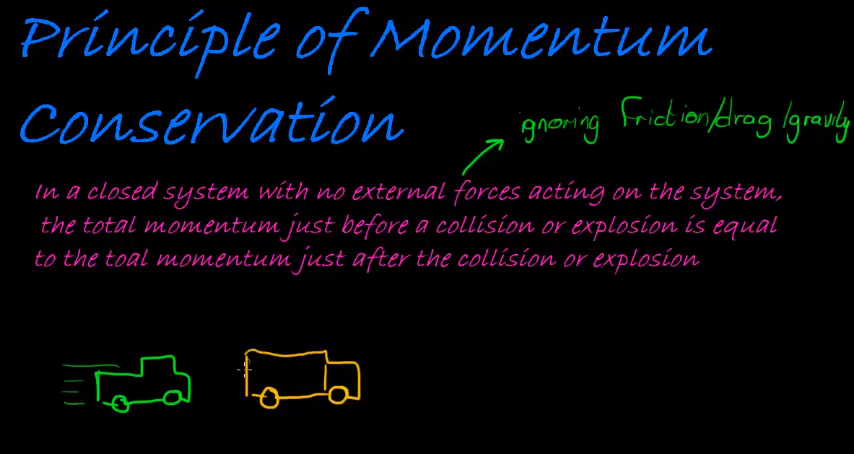 Principle of Momentum
Conservation
ignoring friction/drag/gravity
In a closed system with no external forces acting on the system,
the total momentum just before a collision or explosion is equal
to the toal momentum just after the collision or explosion